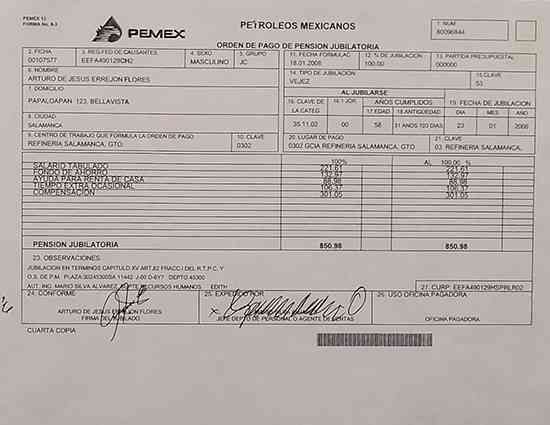 PEMEX 13
FORMA No. 8-3
PEMEX
PETROLEOS MEXICANOS
1. NUM
80096844
ORDEN DE PAGO DE PENSION JUBILATORIA
2. FICHA 3. REG.FED DE CAUSANTES 4. SEXO 5. GRUPO 11. FECHA FORMULAC 12. % DE JUBILACION 13. PARTIDA PRESUPUESTAL
00107577 MASCULINO JC 18.01.2006 100.00 000000
6. NOMBRE 14. TIPO DE JUBILACION 15.CLAVE
ARTURO DE JESUS ERREJON FLORES VEJEZ 53
7. DOMICILIO AL JUBILARSE
PAPALOAPAN 123, BELLAVISTA
16. CLAVE DE LA CATEG. 16.1 JOR. AÑOS CUMPLIDOS 17 EDAD 18 ANTIGUEDAD 19. FECHA DE JUBILACION DIA MES AÑO
8. CIUDAD
SALAMANCA 35.11.02 00 58 31 ANOS 103 DIAS 23 01 2006
9. CENTRO DE TRABAJO QUE FORMULA LA ORDEN DE PAGO 10. CLAVE 20. LUGAR DE PAGO 21. CLAVE
REFINERIA SALAMANCA, GTO. 0302 0302 GCIA REFINERIA SALAMANCA, GTO. 03 REFINERIA SALAMANCA,
100% AL 100.00 %
SALARIO TABULADO 221.61 221.61
FONDO DE AHORRO 132.97 132.97
AYUDA PARA RENTA DE CASA 88.98 88.98
TIEMPO EXTRA OCASIONAL 106.37 106.37
COMPENSACION 301.05 301.05
PENSION JUBILATORIA 850.98 850.98
23. OBSERVACIONES:
JUBILACION EN TERMINOS CAPITULO XV ART.82 FRACC.I DEL R.T.P.C. Y
O.S. DE P.M. PLAZA DEPTO 45300
AUT.: ING. MARIO SILVA ALVAREZ RECURSOS HUMANOS EDITH
27. CURP: EEFA490129HSPRLR02
24. CONFORME 25. EXPEDIDO POR 26. USO OFICINA PAGADORA
ARTURO DE JESUS ERREJON FLORES
FIRMA DEL JUBILADO JEFE DEPTO DE PERSONAL O AGENTE DE VENTAS OFICINA PAGADORA
CUARTA COPIA